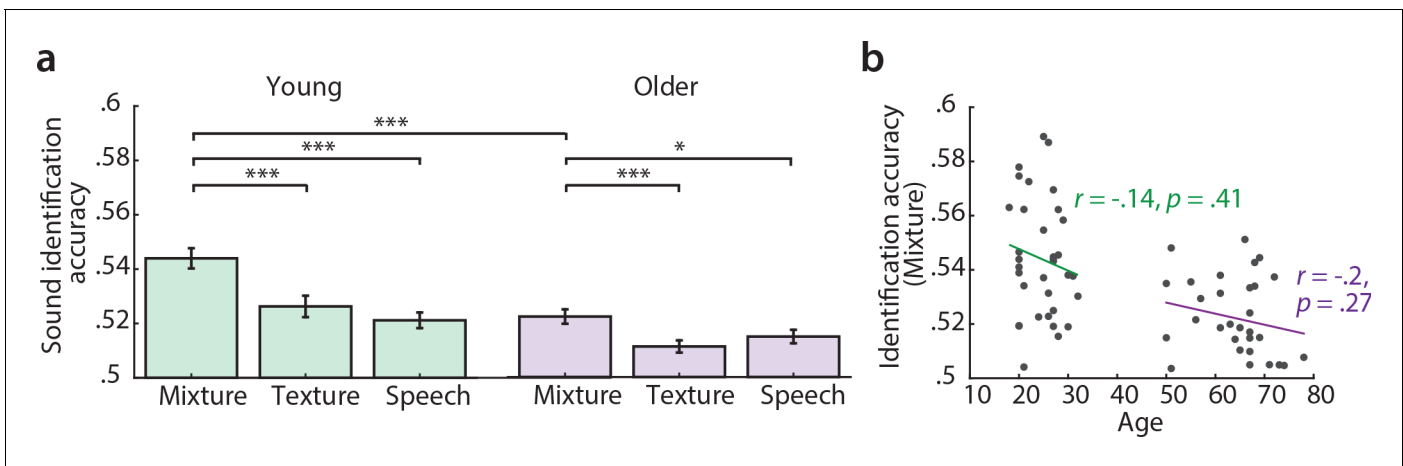 a
Young
Older
Sound identification
accuracy
.6
.58
.56
.54
.52
.5
***
***
***
***
*
***
Mixture
Texture
Speech
Mixture
Texture
Speech
b
Identification accuracy
(Mixture)
.6
.58
.56
.54
.52
.5
r = -.14, p = .41
r = -.2,
p = .27
10 20 30 40 50 60 70 80
Age